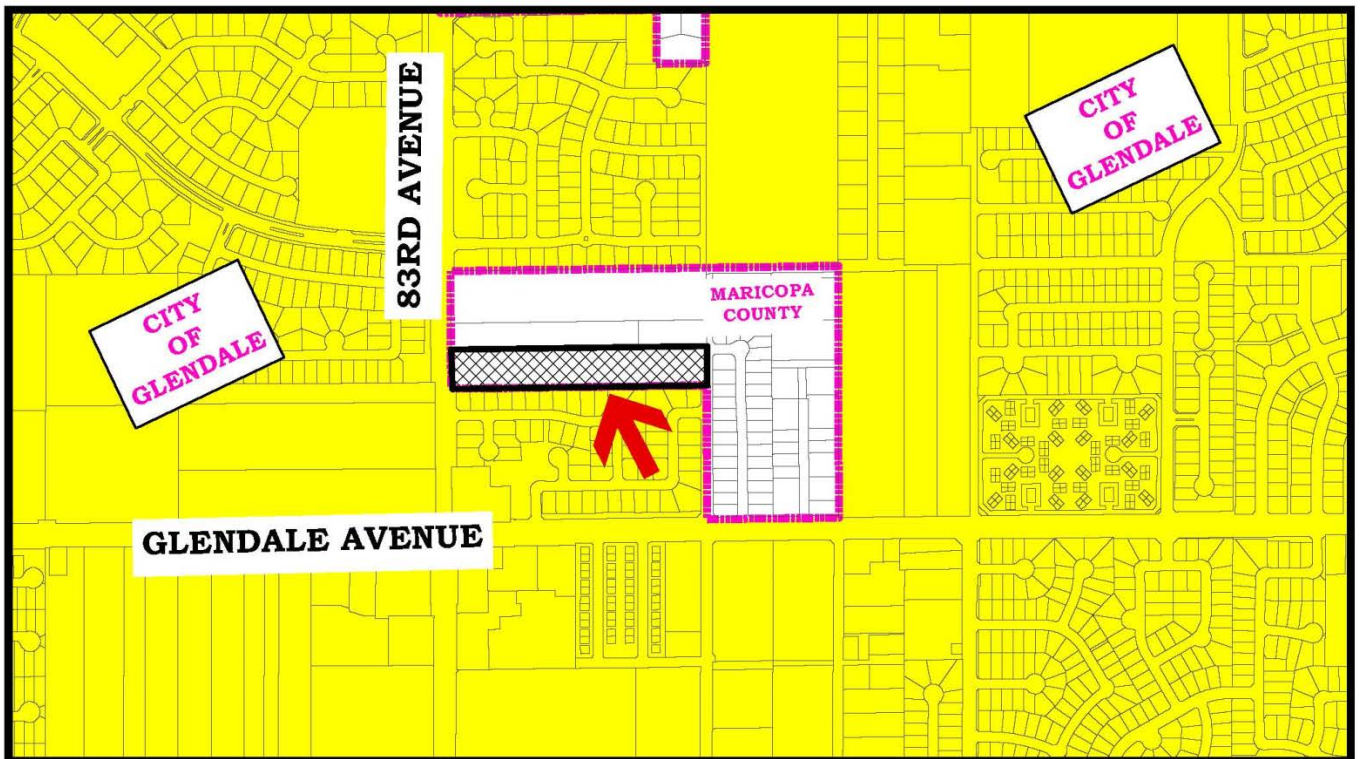 83RD AVENUE
CITY
OF
GLENDALE
MARICOPA
COUNTY
CITY
OF
GLENDALE
GLENDALE AVENUE